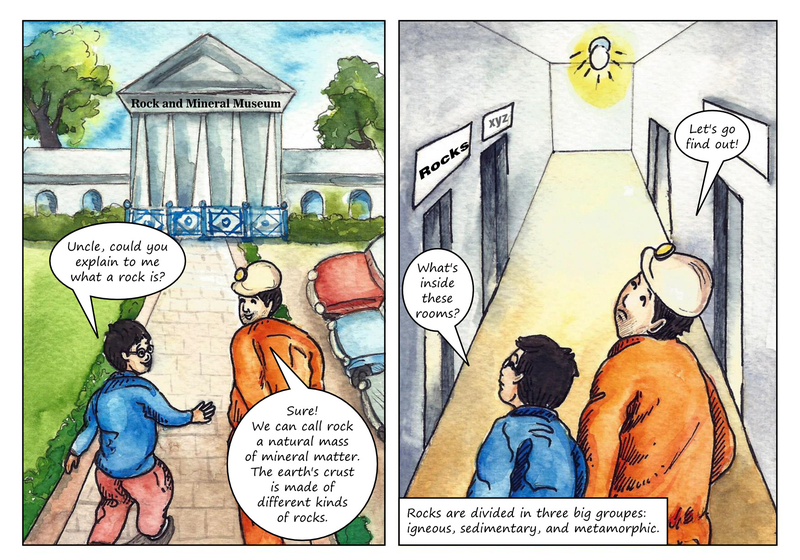 Rock and Mineral Museum
Uncle, could you
explain to me
what a rock is?
Sure!
We can call rock
a natural mass
of mineral matter.
The earth's crust
is made of
different kinds
of rocks.
Rocks
xyz
Let's go
find out!
What's
inside
these
rooms?
Rocks are divided in three big groupes:
igneous, sedimentary, and metamorphic.